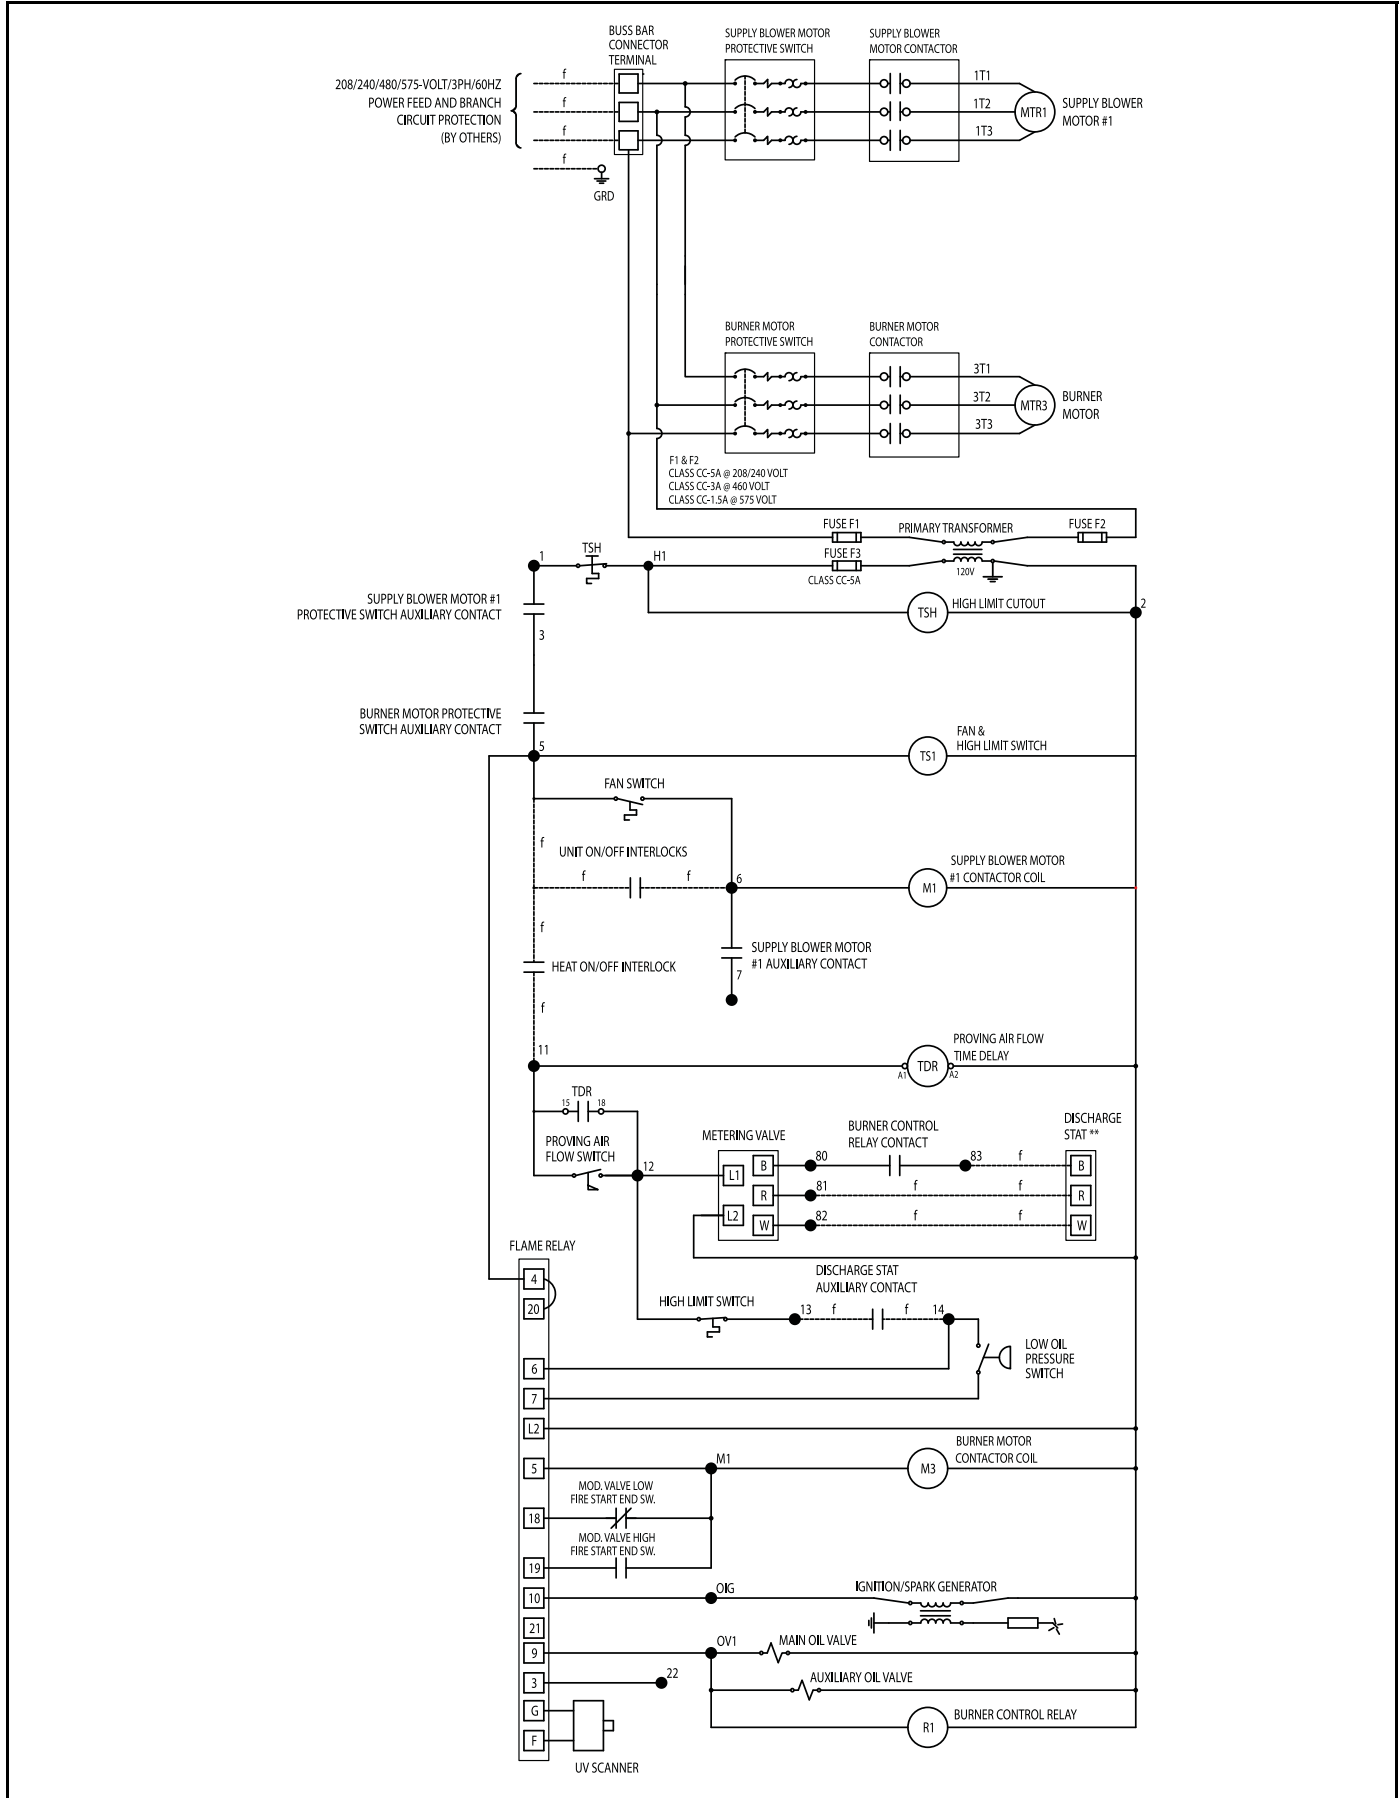 BUSS BAR
CONNECTOR
TERMINAL
SUPPLY BLOWER MOTOR
PROTECTIVE SWITCH
SUPPLY BLOWER
MOTOR CONTACTOR
208/240/480/575-VOLT/3PH/60HZ
POWER FEED AND BRANCH
CIRCUIT PROTECTION
(BY OTHERS)
f
f
f
f
GRD
1T1
1T2
1T3
MTR1
SUPPLY BLOWER
MOTOR #1
BURNER MOTOR
PROTECTIVE SWITCH
BURNER MOTOR
CONTACTOR
3T1
3T2
3T3
MTR3
BURNER
MOTOR
F1 & F2
CLASS CC-5A @ 208/240 VOLT
CLASS CC-3A @ 460 VOLT
CLASS CC-1.5A @ 575 VOLT
FUSE F1
PRIMARY TRANSFORMER
FUSE F2
1
TSH
H1
FUSE F3
CLASS CC-5A
120V
SUPPLY BLOWER MOTOR #1
PROTECTIVE SWITCH AUXILIARY CONTACT
3
TSH
HIGH LIMIT CUTOUT
2
BURNER MOTOR PROTECTIVE
SWITCH AUXILIARY CONTACT
5
TS1
FAN &
HIGH LIMIT SWITCH
FAN SWITCH
f
UNIT ON/OFF INTERLOCKS
f
f
6
M1
SUPPLY BLOWER MOTOR
#1 CONTACTOR COIL
f
HEAT ON/OFF INTERLOCK
SUPPLY BLOWER MOTOR
#1 AUXILIARY CONTACT
7
f
11
A1
TDR
A2
PROVING AIR FLOW
TIME DELAY
TDR
15
18
PROVING AIR
FLOW SWITCH
12
METERING VALVE
L1
L2
B
R
W
80
81
82
BURNER CONTROL
RELAY CONTACT
83
f
f
f
f
f
DISCHARGE
STAT **
B
R
W
FLAME RELAY
4
20
HIGH LIMIT SWITCH
13
DISCHARGE STAT
AUXILIARY CONTACT
f
f
14
LOW OIL
PRESSURE
SWITCH
6
7
L2
5
M1
M3
BURNER MOTOR
CONTACTOR COIL
MOD. VALVE LOW
FIRE START END SW.
18
MOD. VALVE HIGH
FIRE START END SW.
19
10
OIG
IGNITION/SPARK GENERATOR
21
9
OV1
MAIN OIL VALVE
3
22
AUXILIARY OIL VALVE
G
F
UV SCANNER
R1
BURNER CONTROL RELAY